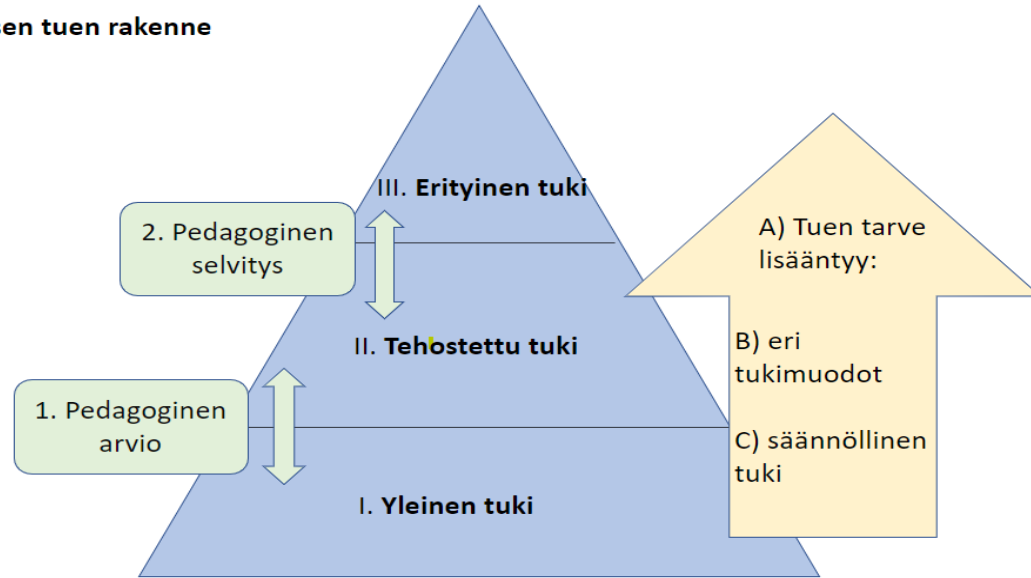 sen tuen rakenne
III. Erityinen tuki
2. Pedagoginen
selvitys
II. Tehostettu tuki
1. Pedagoginen
arvio
I. Yleinen tuki
A) Tuen tarve
lisääntyy:
B) eri
tukimuodot
C) säännöllinen
tuki